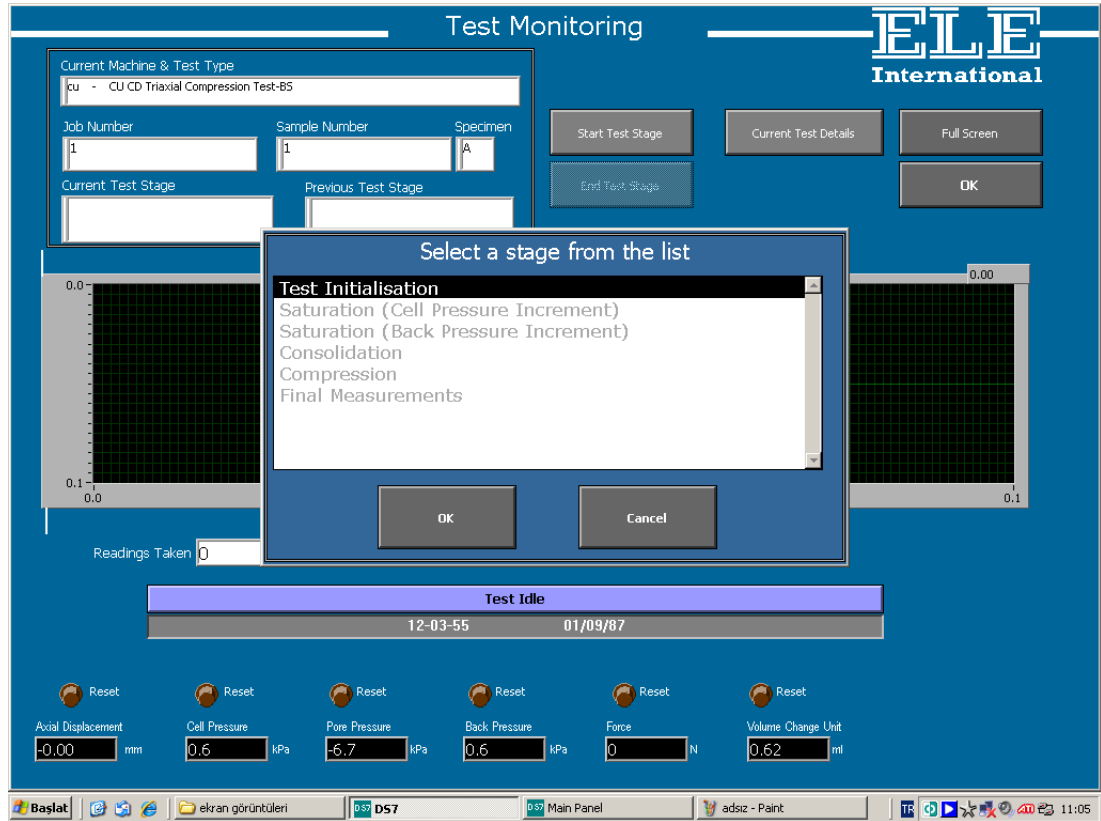 Test Monitoring
ELE
International
Current Machine & Test Type
cu - CU CD Triaxial Compression Test-BS
Job Number
Sample Number
Specimen
1
1
A
Start Test Stage
Current Test Details
Full Screen
Current Test Stage
Previous Test Stage
End Test Stage
OK
Select a stage from the list
Test Initialisation
Saturation (Cell Pressure Increment)
Saturation (Back Pressure Increment)
Consolidation
Compression
Final Measurements
OK
Cancel
0.00
0.0
0.1
0.0
0.1
Readings Taken 0
Test Idle
12-03-55 01/09/87
Reset
Reset
Reset
Reset
Reset
Reset
Axial Displacement
Cell Pressure
Pore Pressure
Back Pressure
Force
Volume Change Unit
-0.00 mm
0.6 kPa
-6.7 kPa
0.6 kPa
0 N
0.62 ml
Başlat
ekran görüntüleri
DS7 DS7
DS7 Main Panel
adsız - Paint
TR
11:05